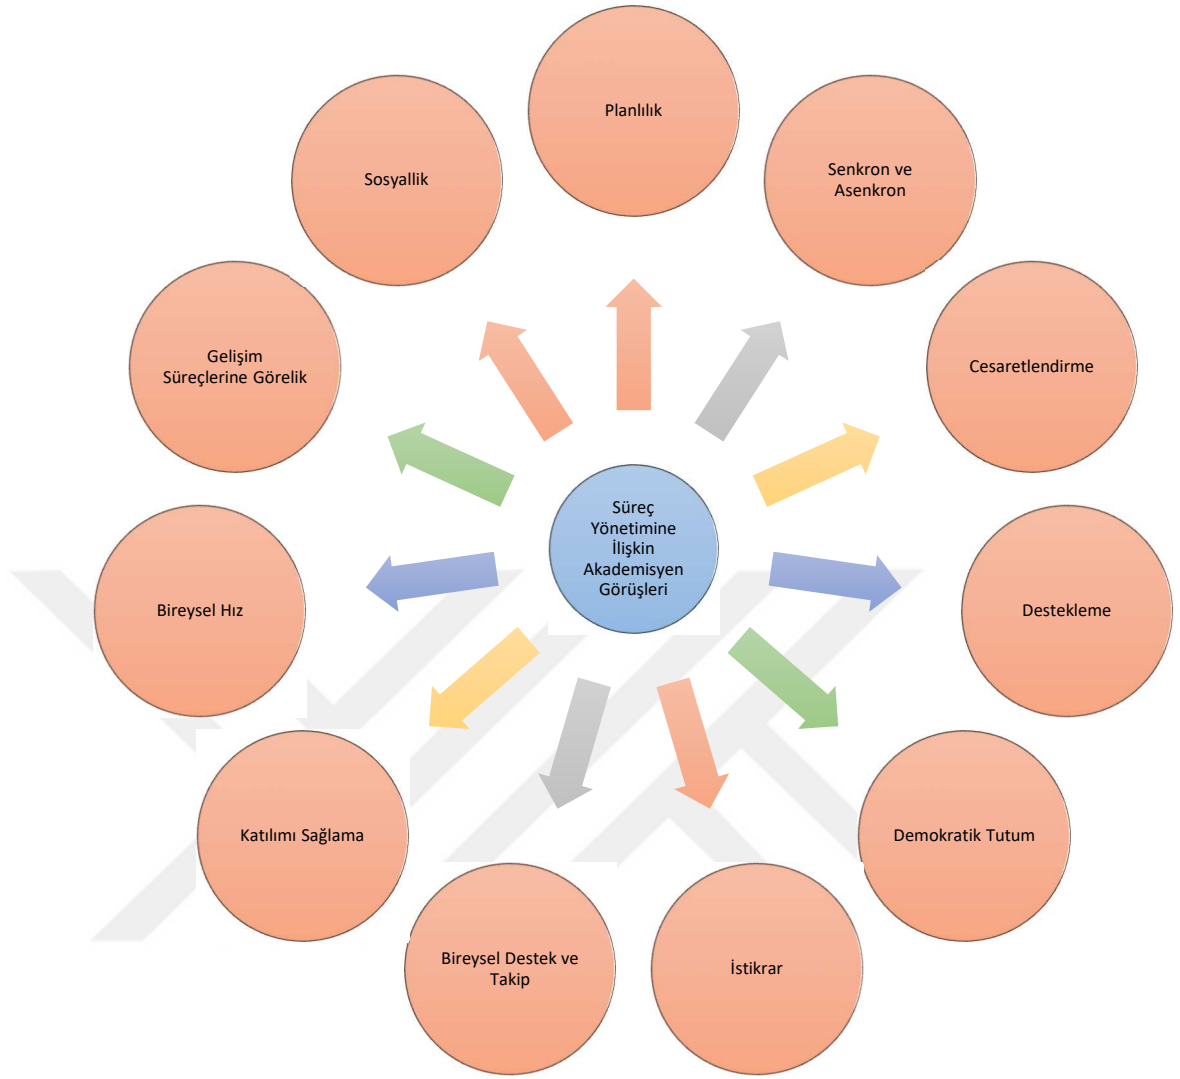 Planlılık
Senkron ve
Asenkron
Cesaretlendirme
Destekleme
Demokratik Tutum
İstikrar
Bireysel Destek ve
Takip
Katılımı Sağlama
Bireysel Hız
Gelişim
Süreçlerine Görelik
Sosyallik
Süreç
Yönetimine
İlişkin
Akademisyen
Görüşleri